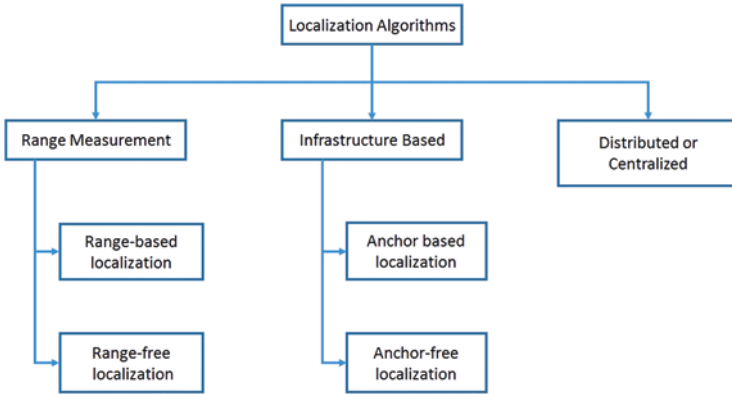 Localization Algorithms
Range Measurement
Infrastructure Based
Distributed or
Centralized
Range-based
localization
Anchor based
localization
Range-free
localization
Anchor-free
localization